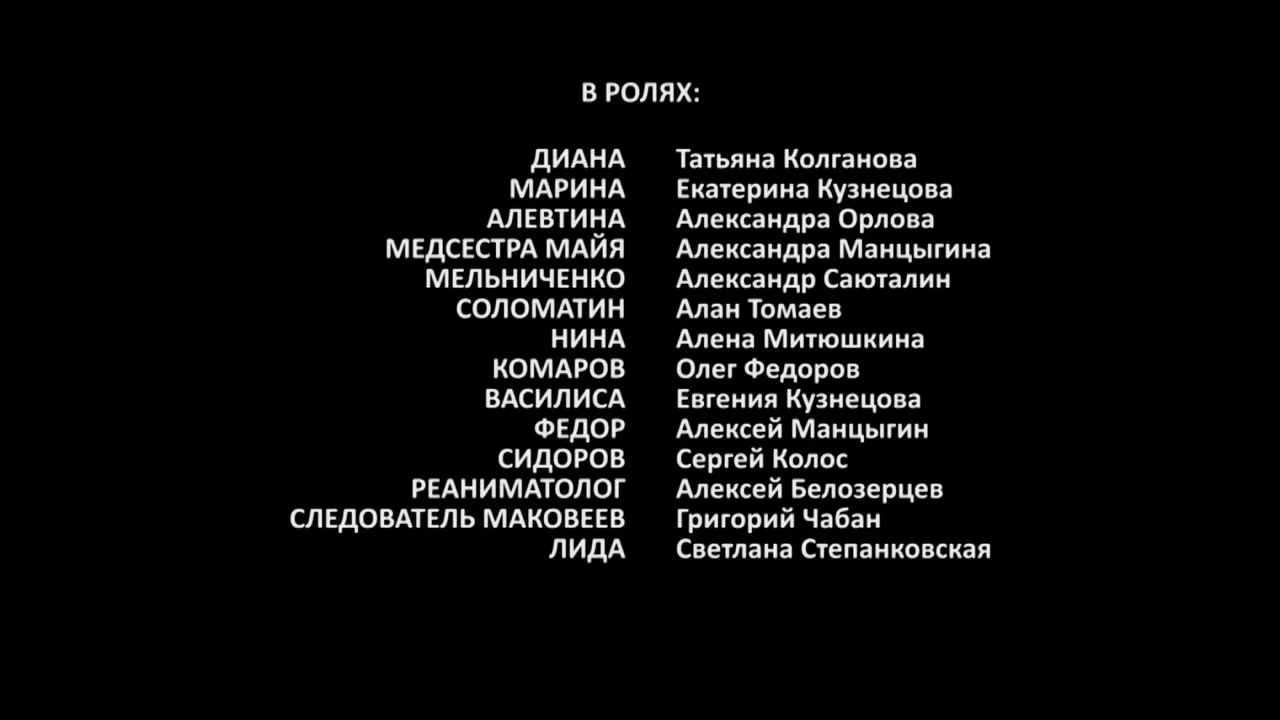 В РОЛЯХ:
ДИАНА Татьяна Колганова
МАРИНА Екатерина Кузнецова
АЛЕВТИНА Александра Орлова
МЕДСЕСТРА МАЙЯ Александра Манцыгина
МЕЛЬНИЧЕНКО Александр Саюталин
СОЛОМАТИН Алан Томаев
НИНА Алена Митюшкина
КОМАРОВ Олег Федоров
ВАСИЛИСА Евгения Кузнецова
ФЕДОР Алексей Манцыгин
СИДОРОВ Сергей Колос
РЕАНИМАТОЛОГ Алексей Белозерцев
СЛЕДОВАТЕЛЬ МАКОВЕЕВ Григорий Чабан
ЛИДА Светлана Степанковская